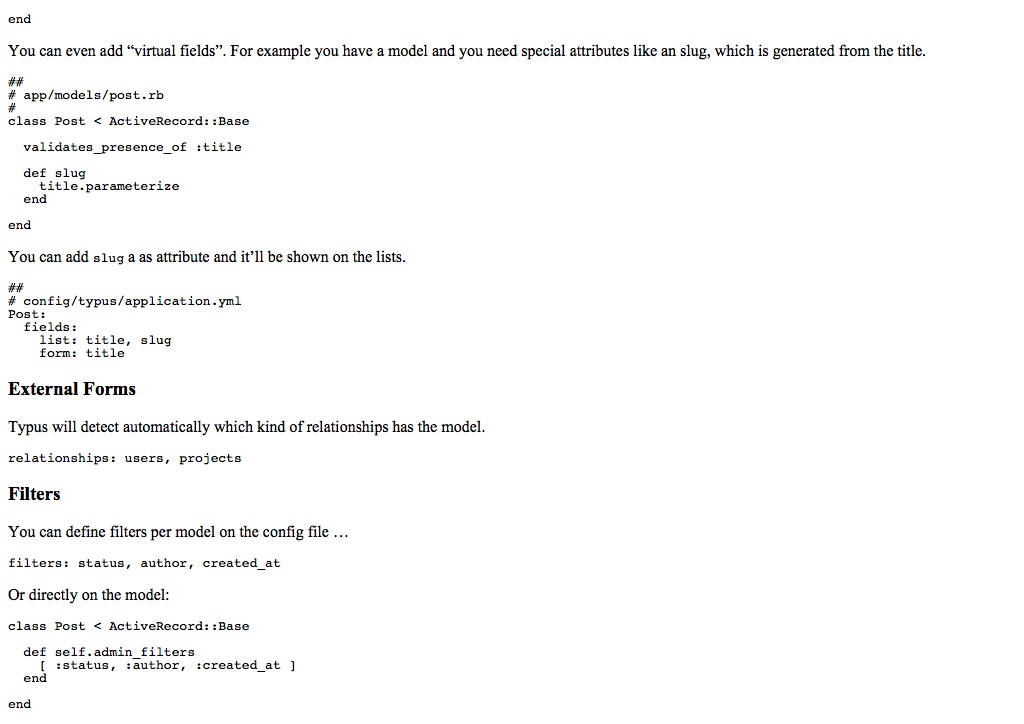 end
You can even add “virtual fields”. For example you have a model and you need special attributes like an slug, which is generated from the title.
##
# app/models/post.rb
#
class Post < ActiveRecord::Base
validates_presence_of :title
def slug
title.parameterize
end
end
You can add slug a as attribute and it’ll be shown on the lists.
##
# config/typus/application.yml
Post:
fields:
list: title, slug
form: title
External Forms
Typus will detect automatically which kind of relationships has the model.
relationships: users, projects
Filters
You can define filters per model on the config file …
filters: status, author, created_at
Or directly on the model:
class Post < ActiveRecord::Base
def self.admin_filters
[ :status, :author, :created_at ]
end
end